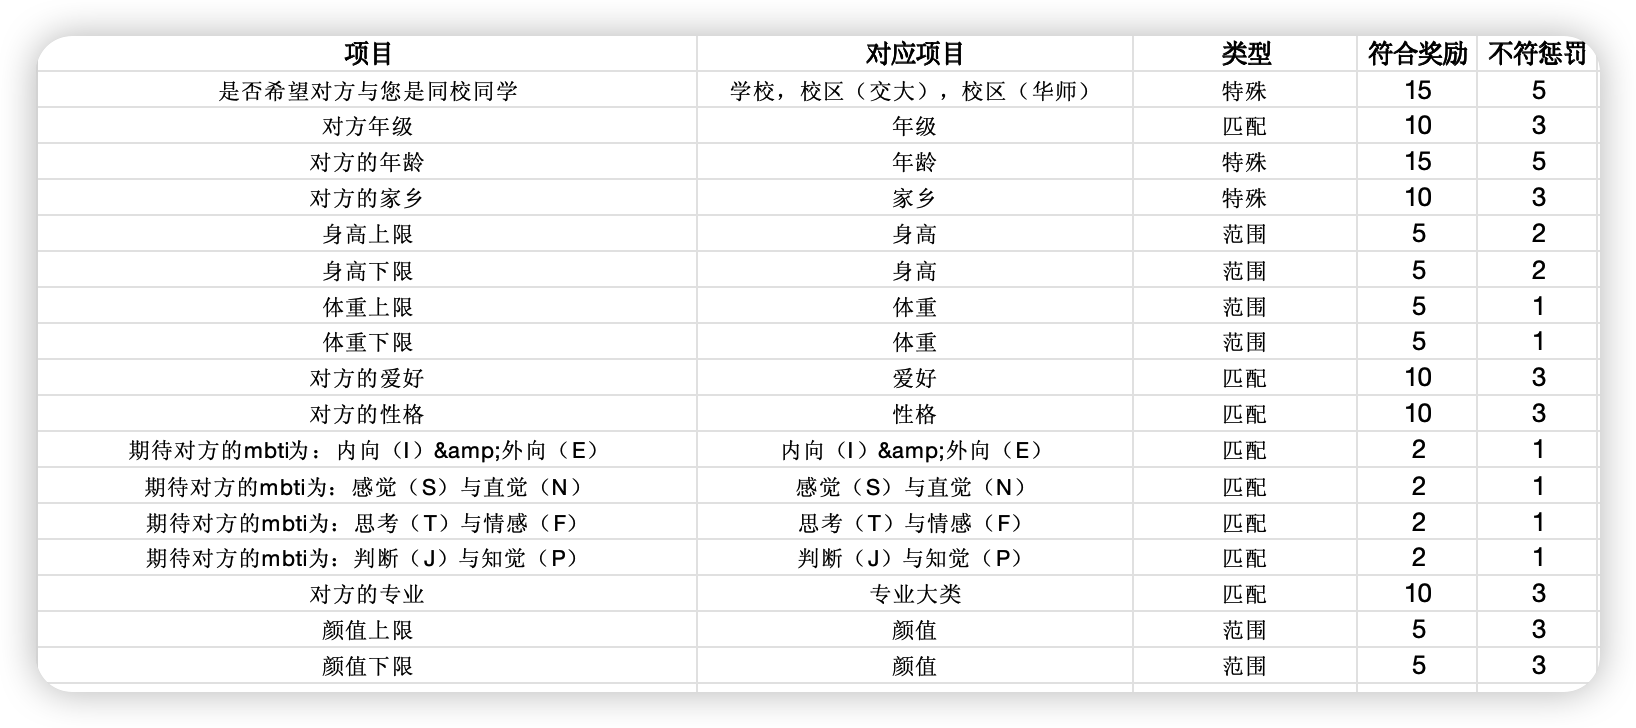 项目 对应项目 类型 符合奖励 不符惩罚
是否希望对方与您是同校同学 学校，校区（交大），校区（华师） 特殊 15 5
对方年级 年级 匹配 10 3
对方的年龄 年龄 特殊 15 5
对方的家乡 家乡 特殊 10 3
身高上限 身高 范围 5 2
身高下限 身高 范围 5 2
体重上限 体重 范围 5 1
体重下限 体重 范围 5 1
对方的爱好 爱好 匹配 10 3
对方的性格 性格 匹配 10 3
期待对方的mbti为：内向（I）&amp;外向（E） 内向（I）&amp;外向（E） 匹配 2 1
期待对方的mbti为：感觉（S）与直觉（N） 感觉（S）与直觉（N） 匹配 2 1
期待对方的mbti为：思考（T）与情感（F） 思考（T）与情感（F） 匹配 2 1
期待对方的mbti为：判断（J）与知觉（P） 判断（J）与知觉（P） 匹配 2 1
对方的专业 专业大类 匹配 10 3
颜值上限 颜值 范围 5 3
颜值下限 颜值 范围 5 3